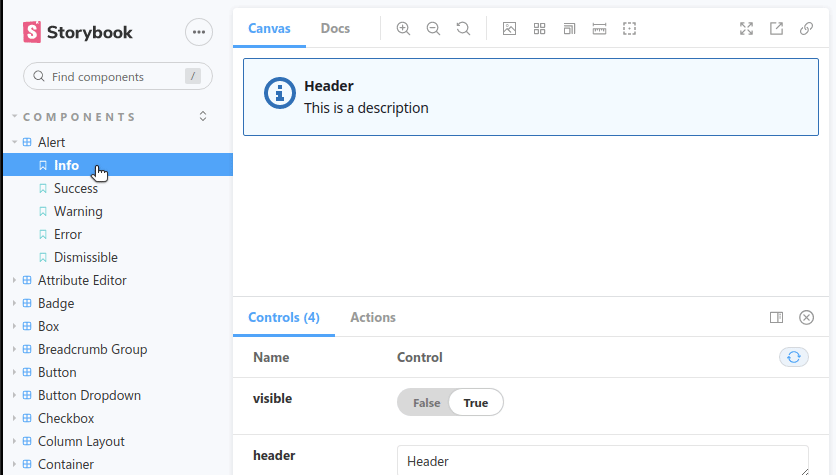 Storybook
Find components /
COMPONENTS
Alert
Info
Success
Warning
Error
Dismissible
Attribute Editor
Badge
Box
Breadcrumb Group
Button
Button Dropdown
Checkbox
Column Layout
Container
Canvas Docs
Header
This is a description
Controls (4) Actions
Name Control
visible False True
header Header